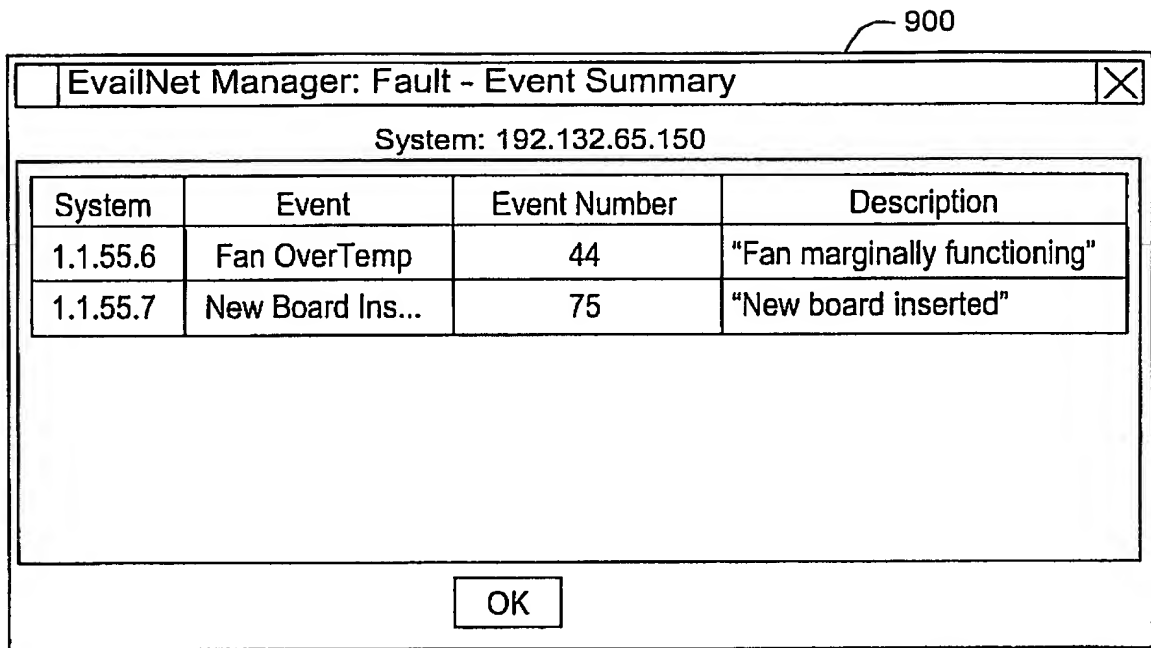 900
EvailNet Manager: Fault - Event Summary
System: 192.132.65.150
System Event Event Number Description
1.1.55.6 Fan OverTemp 44 "Fan marginally functioning"
1.1.55.7 New Board Ins... 75 "New board inserted"
OK